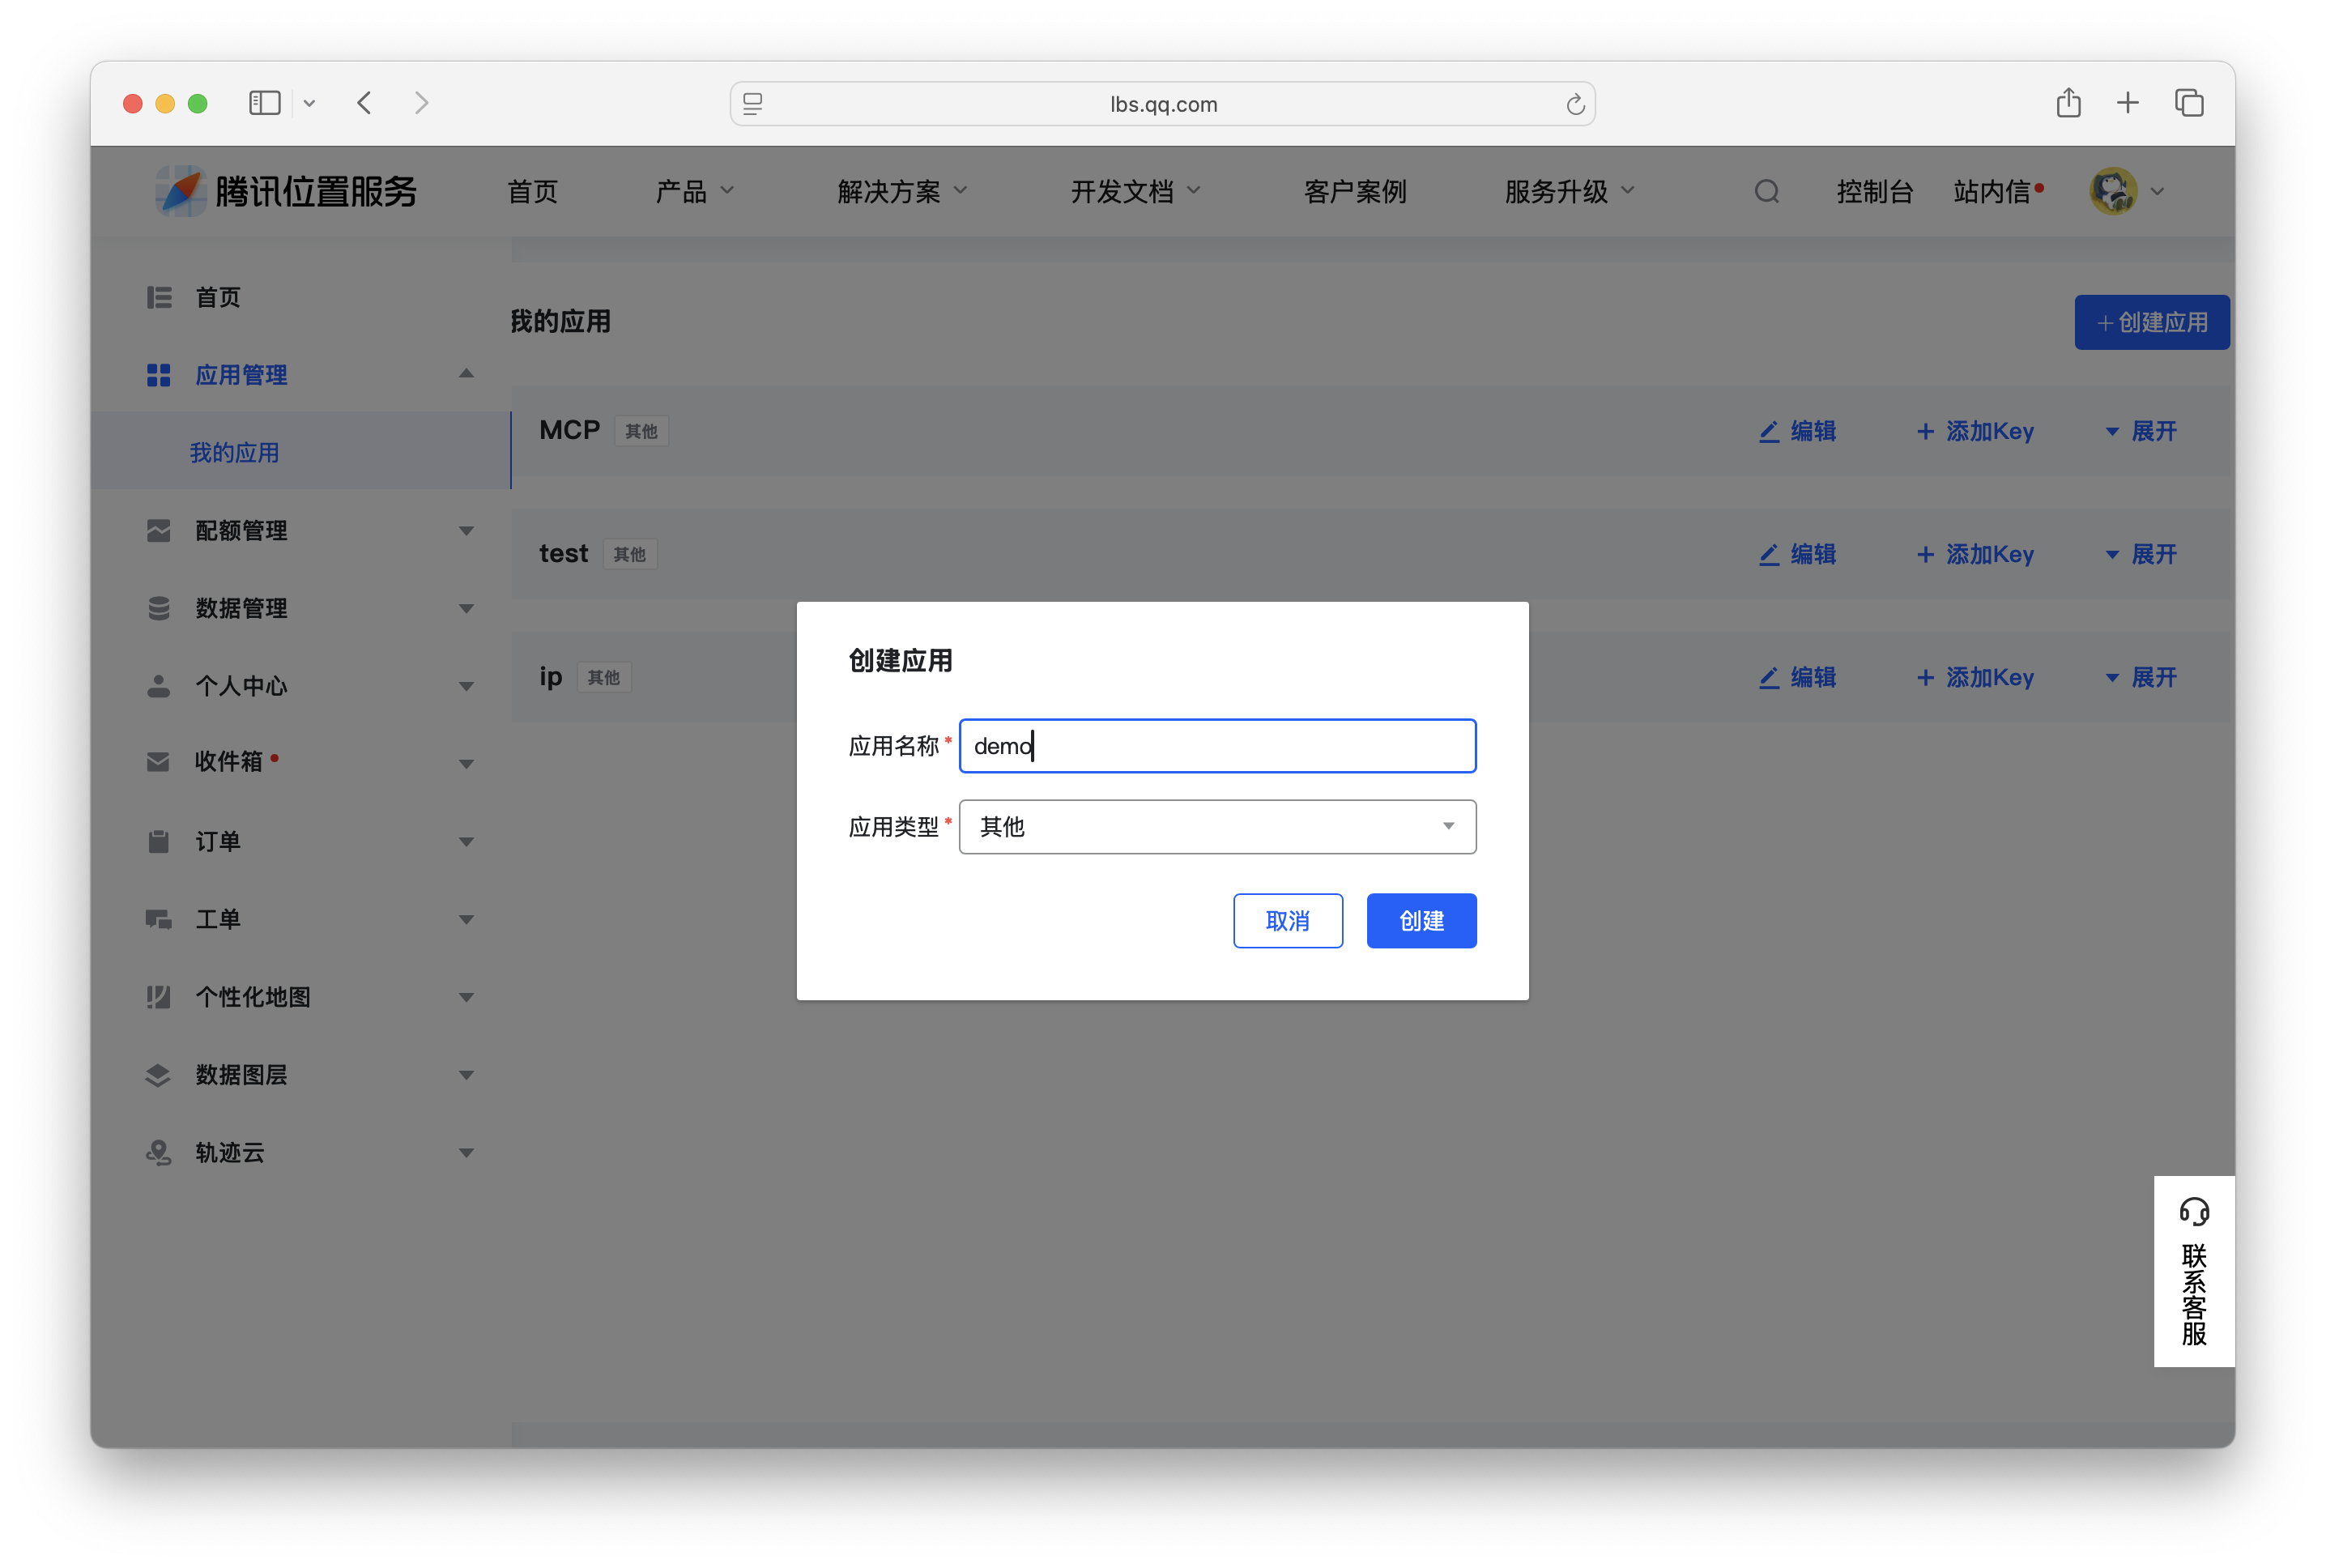 lbs.qq.com
腾讯位置服务 首页 产品 解决方案 开发文档 客户案例 服务升级 控制台 站内信
首页
应用管理
我的应用
配额管理
数据管理
个人中心
收件箱
订单
工单
个性化地图
数据图层
轨迹云
我的应用 +创建应用
MCP 其他 编辑 + 添加Key 展开
test 其他 编辑 + 添加Key 展开
ip 其他 编辑 + 添加Key 展开
创建应用
应用名称* demo
应用类型* 其他
取消 创建
联系客服